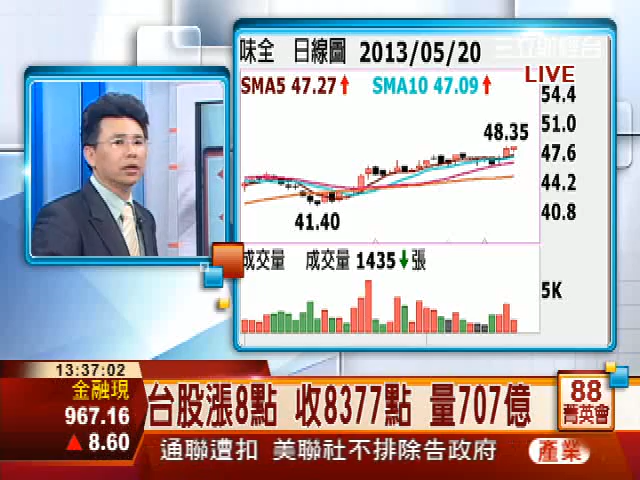 味全 日線圖 2013/05/20
三立財經台
LIVE
SMA5 47.27 SMA10 47.09
54.4
51.0
47.6
44.2
40.8
48.35
41.40
成交量 成交量 1435 張
5K
13:37:02
金融現
967.16
▲ 8.60
台股漲8點 收8377點 量707億
88
菁英會
通聯遭扣 美聯社不排除告政府
產業